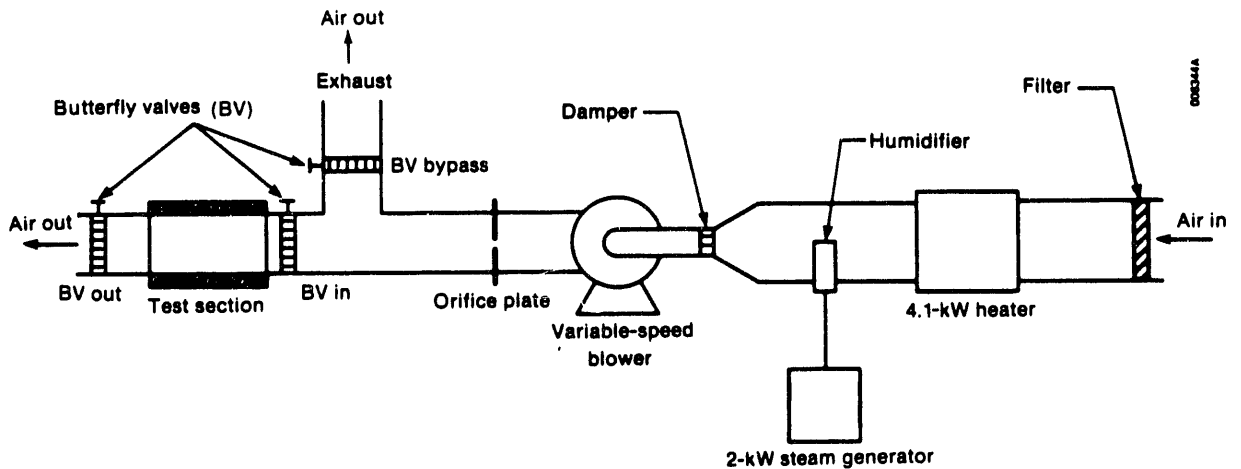 Air out
Exhaust
Butterfly valves (BV)
BV bypass
Damper
Humidifier
Filter
006344A
Air out
Air in
BV out
Test section
BV in
Orifice plate
Variable-speed
blower
4.1-kW heater
2-kW steam generator